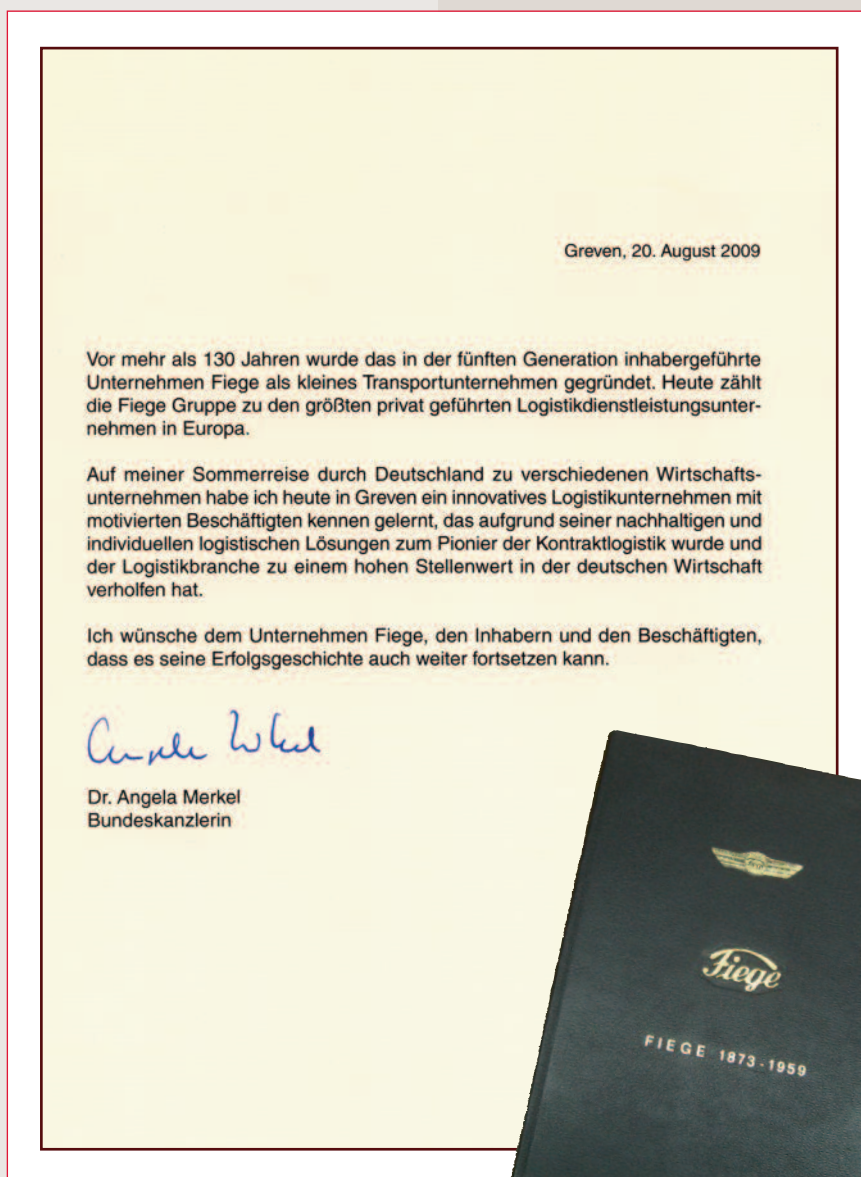 Greven, 20. August 2009
Vor mehr als 130 Jahren wurde das in der fünften Generation inhabergeführte
Unternehmen Fiege als kleines Transportunternehmen gegründet. Heute zählt
die Fiege Gruppe zu den größten privat geführten Logistikdienstleistungsunter-
nehmen in Europa.
Auf meiner Sommerreise durch Deutschland zu verschiedenen Wirtschafts-
unternehmen habe ich heute in Greven ein innovatives Logistikunternehmen mit
motivierten Beschäftigten kennen gelernt, das aufgrund seiner nachhaltigen und
individuellen logistischen Lösungen zum Pionier der Kontraktlogistik wurde und
der Logistikbranche zu einem hohen Stellenwert in der deutschen Wirtschaft
verholfen hat.
Ich wünsche dem Unternehmen Fiege, den Inhabern und den Beschäftigten,
dass es seine Erfolgsgeschichte auch weiter fortsetzen kann.
Angela Merkel
Dr. Angela Merkel
Bundeskanzlerin
Fiege
FIEGE 1873-1959